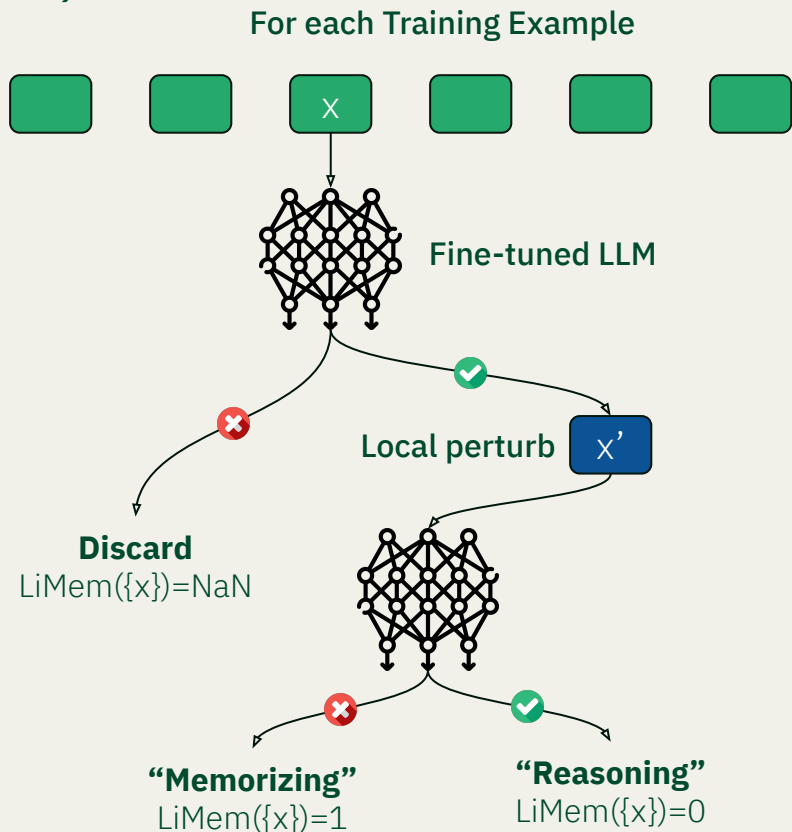 For each Training Example
x
Fine-tuned LLM
Local perturb
x’
Discard
LiMem({x})=NaN
“Memorizing”
LiMem({x})=1
“Reasoning”
LiMem({x})=0